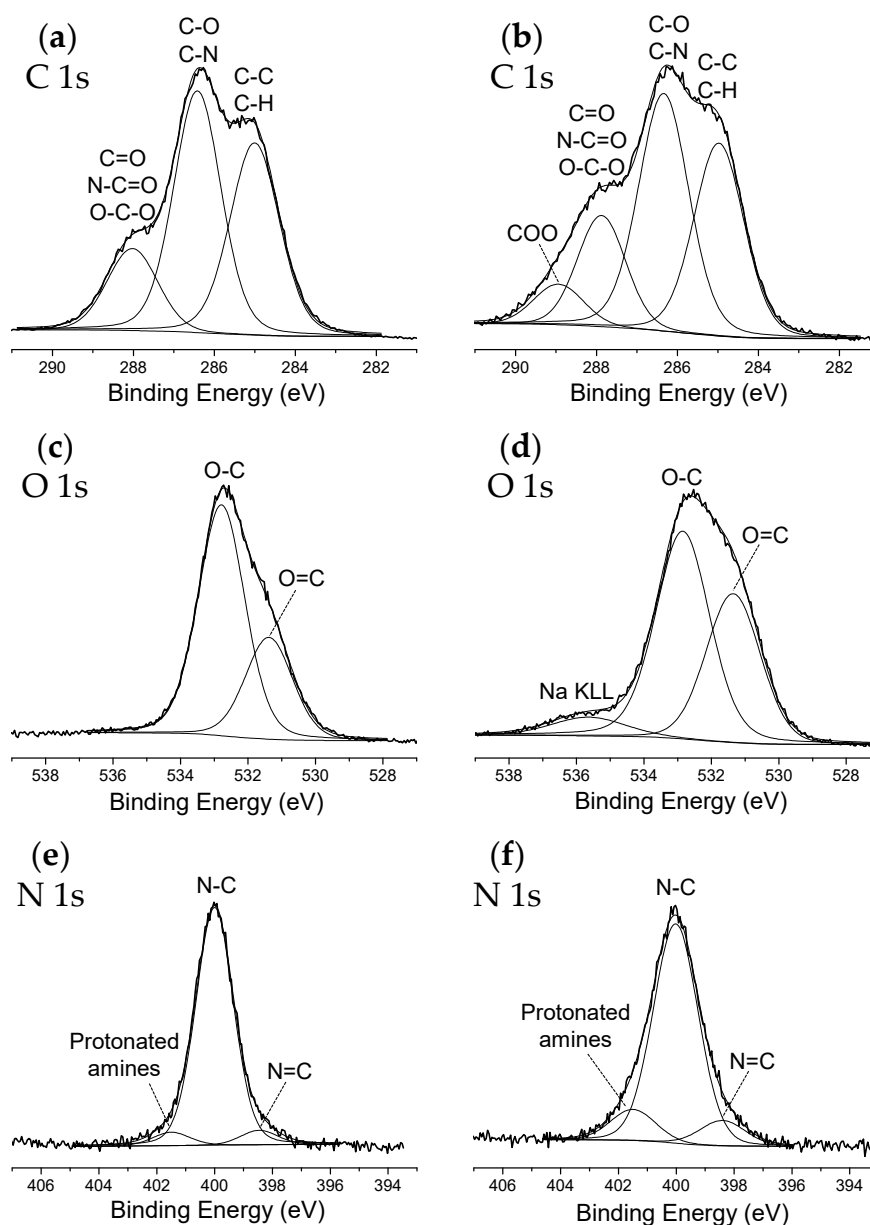 (a)
C 1s
C-O
C-N
C-C
C-H
C=O
N-C=O
O-C-O
290 288 286 284 282
Binding Energy (eV)
(b)
C 1s
C-O
C-N
C-C
C-H
C=O
N-C=O
O-C-O
COO
290 288 286 284 282
Binding Energy (eV)
(c)
O 1s
O-C
O=C
538 536 534 532 530 528
Binding Energy (eV)
(d)
O 1s
O-C
O=C
Na KLL
538 536 534 532 530 528
Binding Energy (eV)
(e)
N 1s
N-C
Protonated
amines
N=C
406 404 402 400 398 396 394
Binding Energy (eV)
(f)
N 1s
N-C
Protonated
amines
N=C
406 404 402 400 398 396 394
Binding Energy (eV)